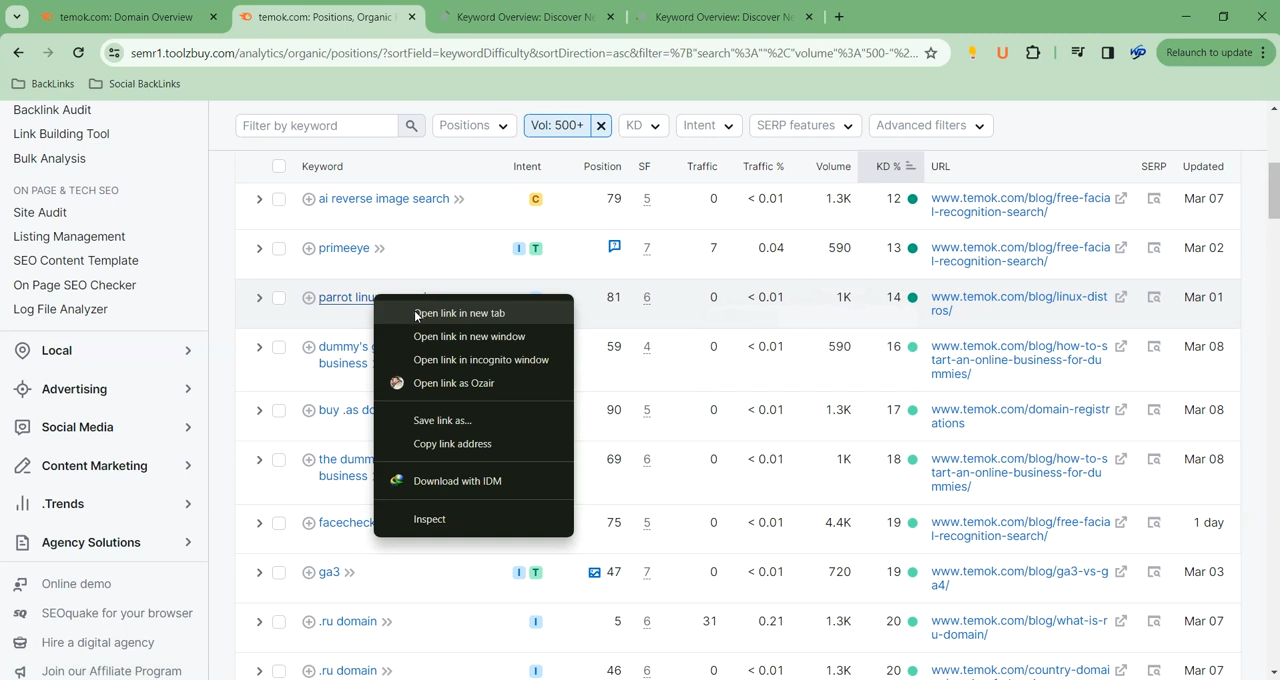 temok.com: Domain Overview
temok.com: Positions, Organic
Keyword Overview: Discover Ne
Keyword Overview: Discover Ne
semr1.toolzbuy.com/analytics/organic/positions/?sortField=keywordDifficulty&sortDirection=asc&filter=%7B"search"%3A""%2C"volume"%3A"500-"%2...
Relaunch to update
BackLinks
Social BackLinks
Backlink Audit
Link Building Tool
Bulk Analysis
ON PAGE & TECH SEO
Site Audit
Listing Management
SEO Content Template
On Page SEO Checker
Log File Analyzer
Local
Advertising
Social Media
Content Marketing
.Trends
Agency Solutions
Online demo
SEOquake for your browser
Hire a digital agency
Join our Affiliate Program
Filter by keyword
Positions
Vol: 500+
KD
Intent
SERP features
Advanced filters
Keyword Intent Position SF Traffic Traffic % Volume KD % URL SERP Updated
ai reverse image search C 79 5 0 < 0.01 1.3K 12 www.temok.com/blog/free-facia Mar 07
l-recognition-search/
primeeye I T 7 7 0.04 590 13 www.temok.com/blog/free-facia Mar 02
l-recognition-search/
parrot linu 81 6 0 < 0.01 1K 14 www.temok.com/blog/linux-dist Mar 01
ros/
dummy's 59 4 0 < 0.01 590 16 www.temok.com/blog/how-to-s Mar 08
business tart-an-online-business-for-du
mmies/
buy .as do 90 5 0 < 0.01 1.3K 17 www.temok.com/domain-registr Mar 08
ations
the dumm 69 6 0 < 0.01 1K 18 www.temok.com/blog/how-to-s Mar 08
business tart-an-online-business-for-du
mmies/
facecheck 75 5 0 < 0.01 4.4K 19 www.temok.com/blog/free-facia 1 day
l-recognition-search/
ga3 I T 47 7 0 < 0.01 720 19 www.temok.com/blog/ga3-vs-g Mar 03
a4/
.ru domain I 5 6 31 0.21 1.3K 20 www.temok.com/blog/what-is-r Mar 07
u-domain/
.ru domain I 46 6 0 < 0.01 1.3K 20 www.temok.com/country-domai Mar 07
Open link in new tab
Open link in new window
Open link in incognito window
Open link as Ozair
Save link as...
Copy link address
Download with IDM
Inspect